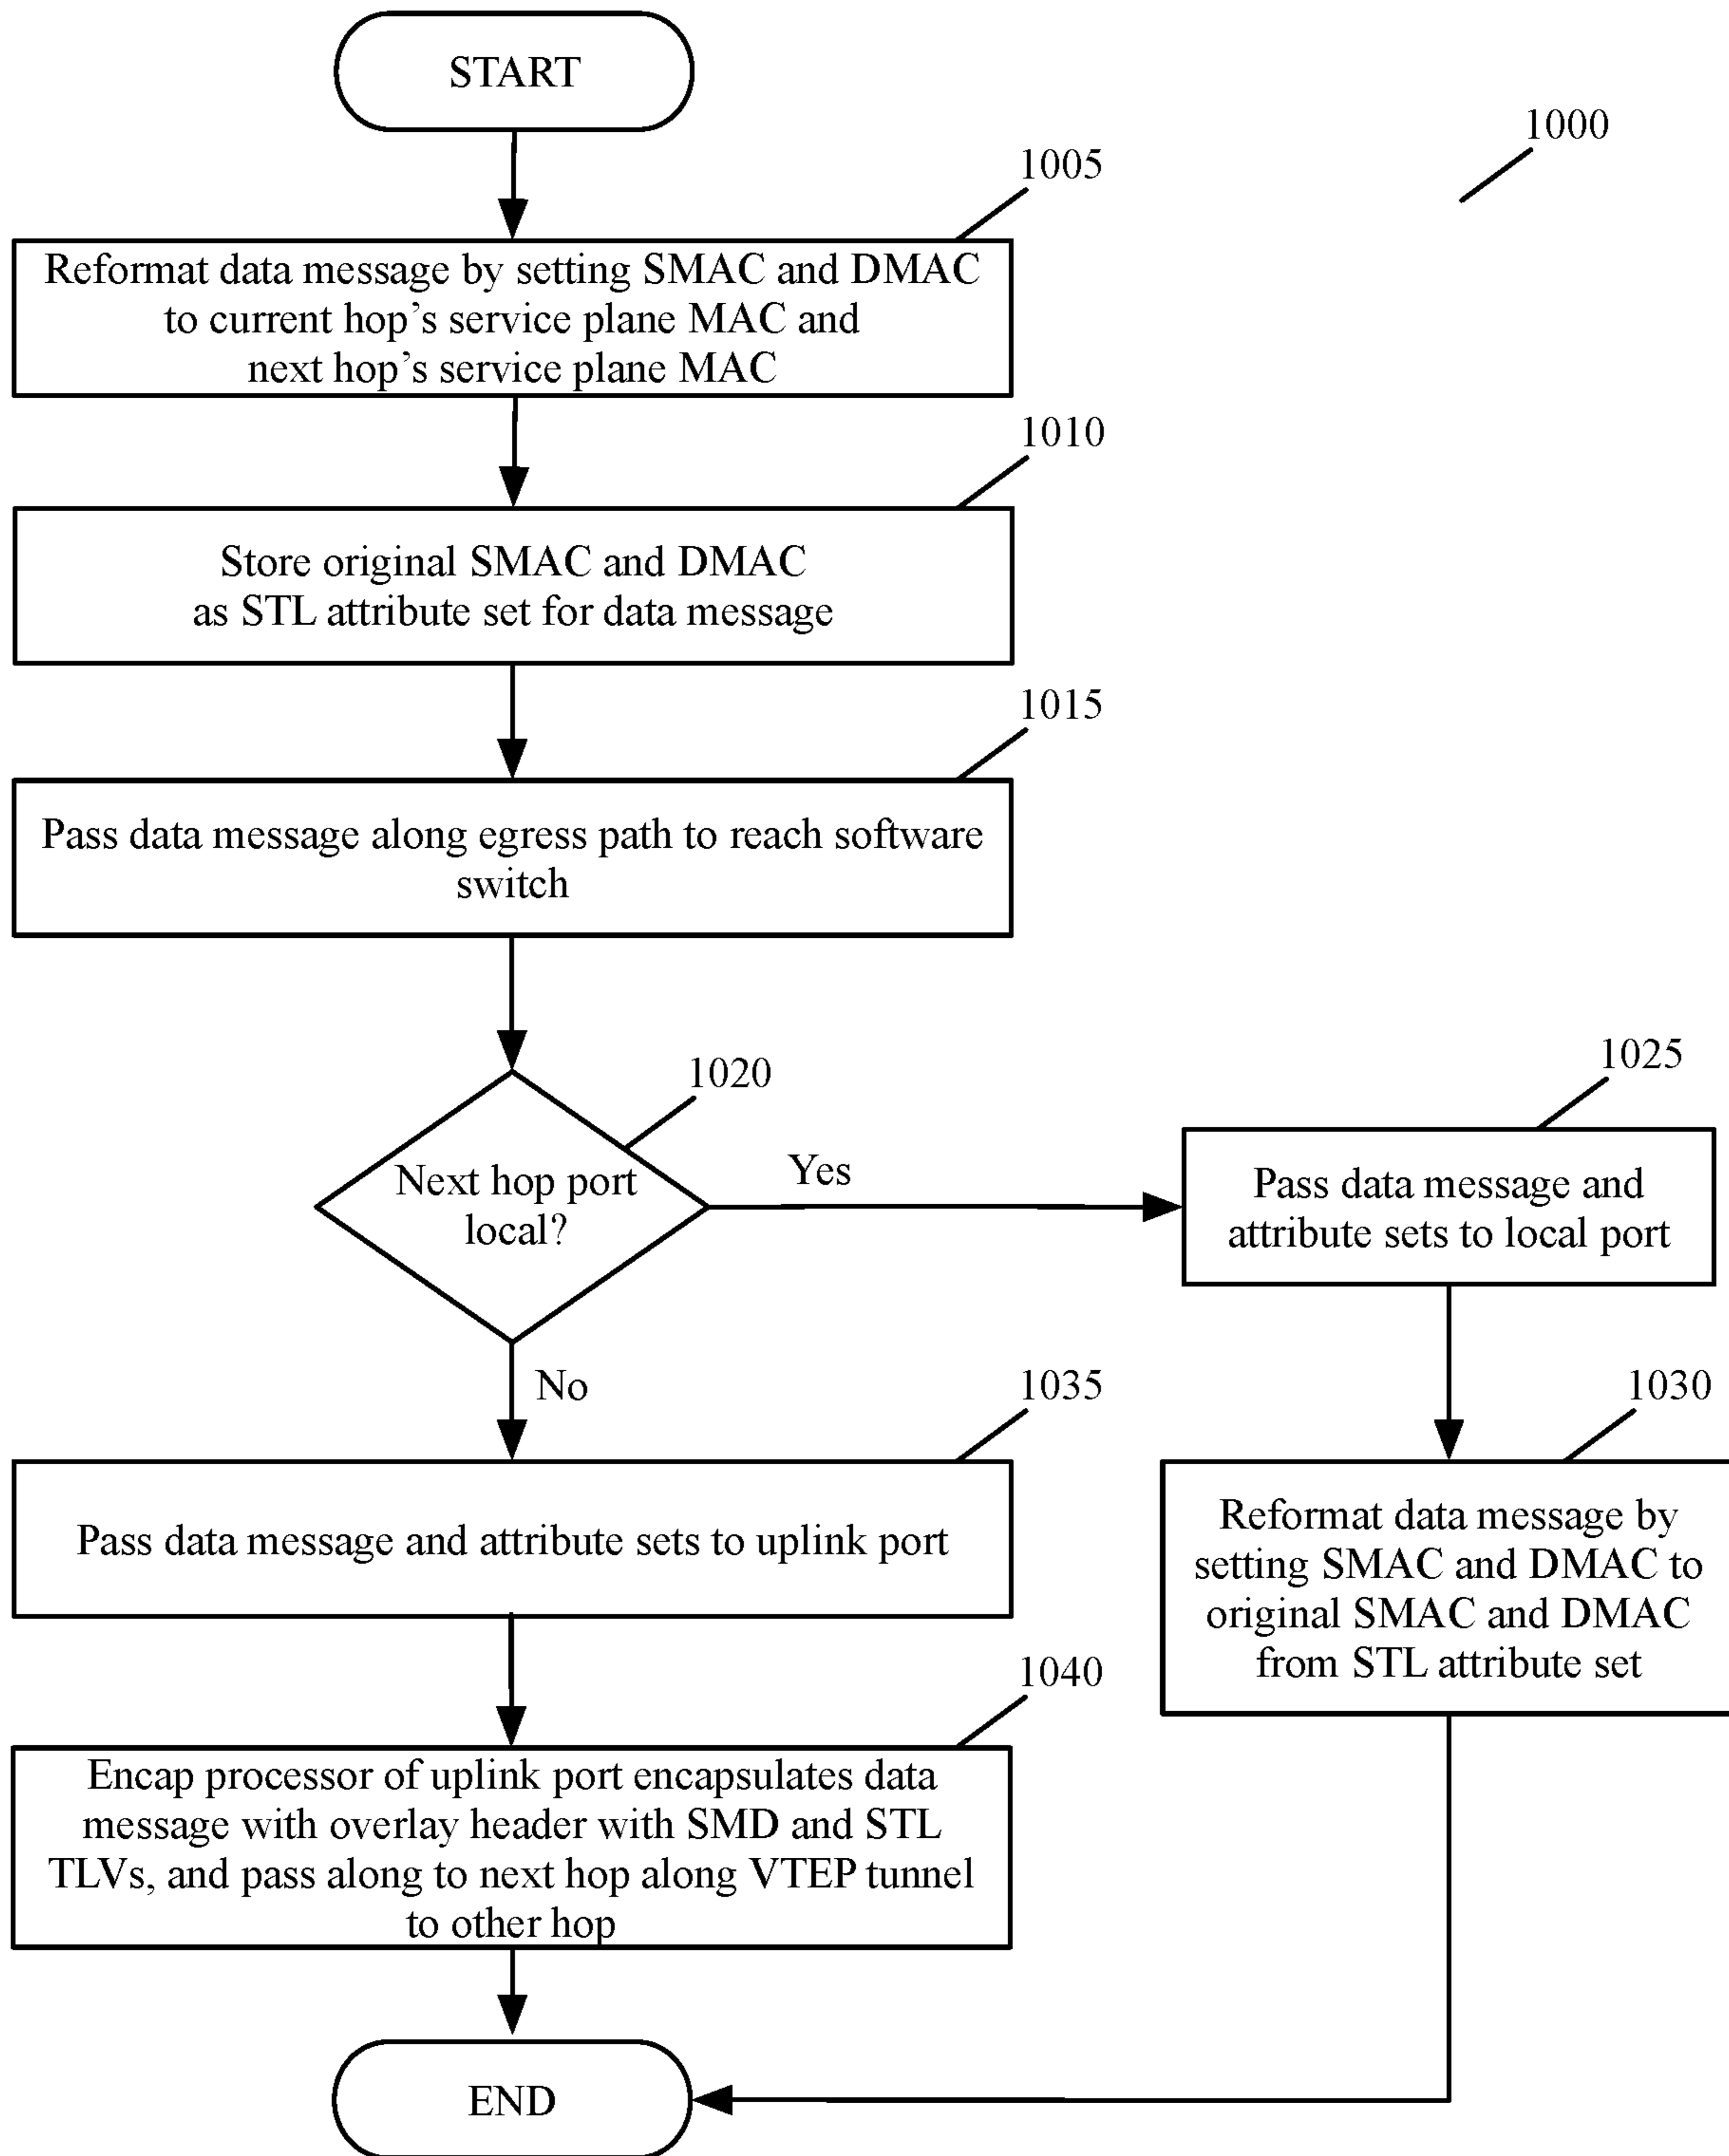 START
1000
1005
Reformat data message by setting SMAC and DMAC
to current hop’s service plane MAC and
next hop’s service plane MAC
1010
Store original SMAC and DMAC
as STL attribute set for data message
1015
Pass data message along egress path to reach software
switch
1020
Next hop port
local?
Yes
1025
Pass data message and
attribute sets to local port
No
1035
Pass data message and attribute sets to uplink port
1030
Reformat data message by
setting SMAC and DMAC to
original SMAC and DMAC
from STL attribute set
1040
Encap processor of uplink port encapsulates data
message with overlay header with SMD and STL
TLVs, and pass along to next hop along VTEP tunnel
to other hop
END